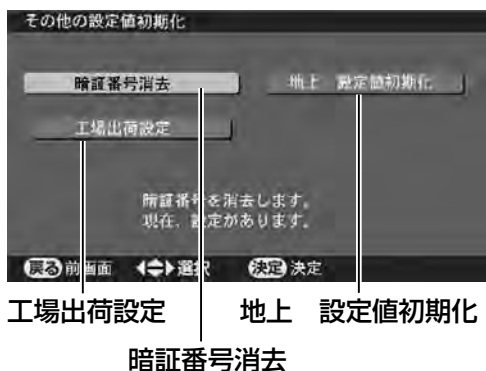 その他の設定値初期化
暗証番号消去
地上　設定値初期化
工場出荷設定
暗証番号を消去します。
現在、設定があります。
戻る 前画面 選択 決定 決定
工場出荷設定 地上　設定値初期化
暗証番号消去